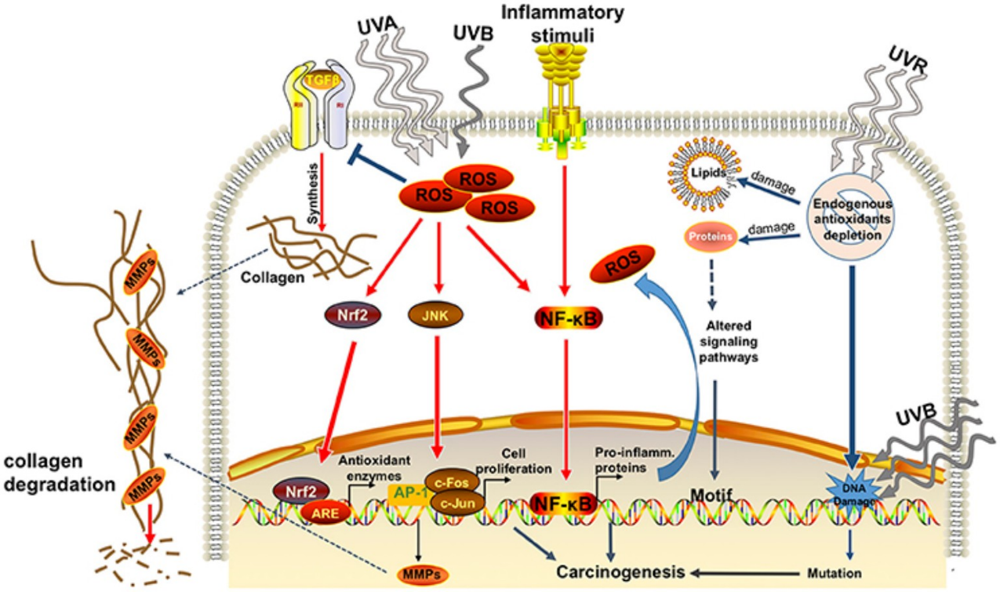 Inflammatory
stimuli
UVA
UVB
UVR
TGFβ
RII
RI
Synthesis
ROS
ROS
ROS
Lipids
damage
Endogenous
antioxidants
depletion
Proteins
damage
Collagen
ROS
MMPs
Nrf2
JNK
NF-κB
Altered
signaling
pathways
MMPs
UVB
MMPs
collagen
degradation
MMPs
Antioxidant
enzymes
Cell
proliferation
Pro-inflamm.
proteins
Nrf2
ARE
AP-1
c-Fos
c-Jun
NF-κB
Motif
DNA
Damage
MMPs
Carcinogenesis
Mutation